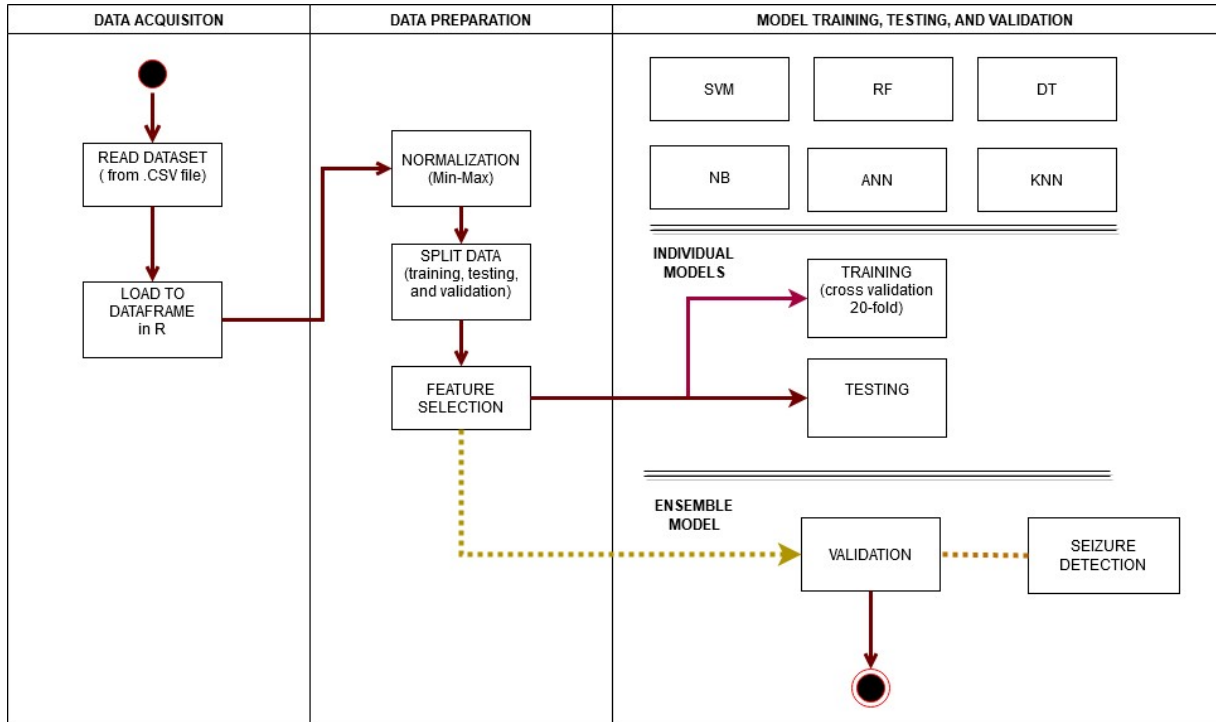 DATA ACQUISITON
DATA PREPARATION
MODEL TRAINING, TESTING, AND VALIDATION
READ DATASET
( from .CSV file)
LOAD TO
DATAFRAME
in R
NORMALIZATION
(Min-Max)
SPLIT DATA
(training, testing,
and validation)
FEATURE
SELECTION
SVM
RF
DT
NB
ANN
KNN
INDIVIDUAL
MODELS
TRAINING
(cross validation
20-fold)
TESTING
ENSEMBLE
MODEL
VALIDATION
SEIZURE
DETECTION